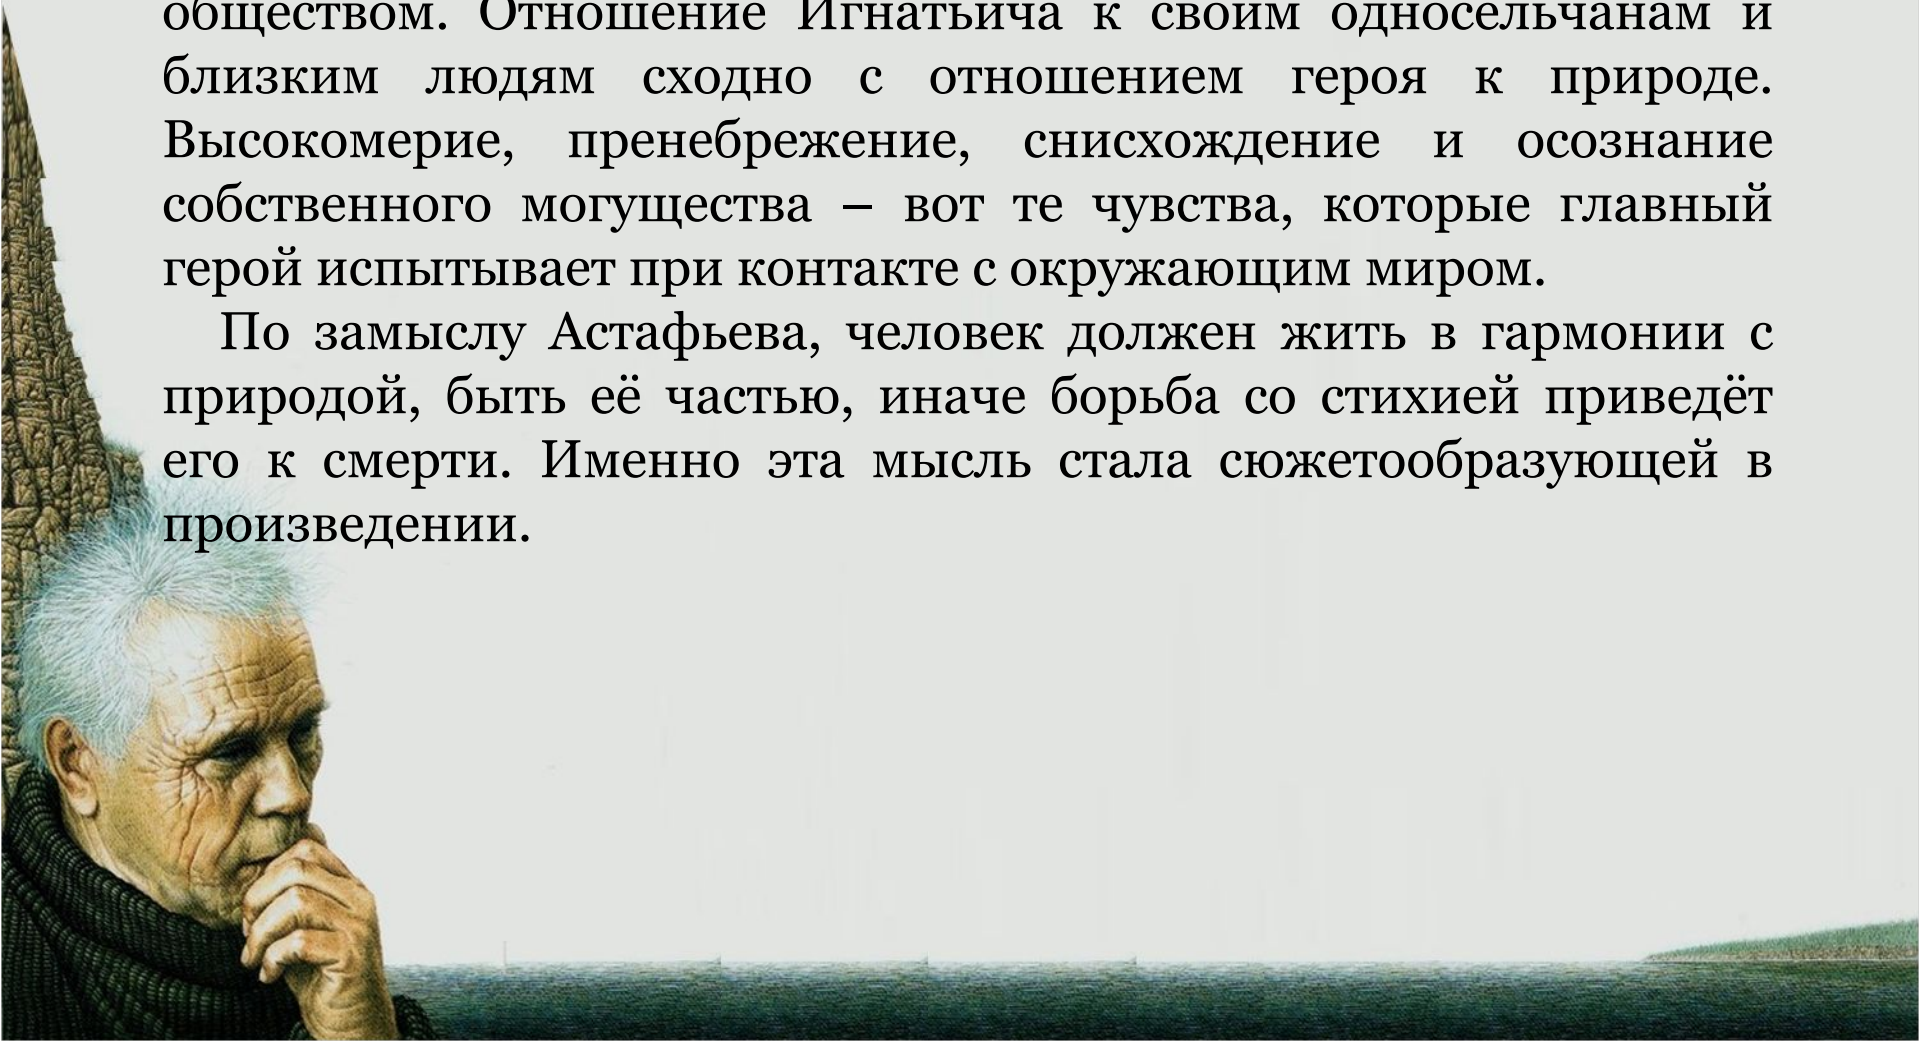 обществом. Отношение Игнатьича к своим односельчанам и
близким людям сходно с отношением героя к природе.
Высокомерие, пренебрежение, снисхождение и осознание
собственного могущества – вот те чувства, которые главный
герой испытывает при контакте с окружающим миром.
По замыслу Астафьева, человек должен жить в гармонии с
природой, быть её частью, иначе борьба со стихией приведёт
его к смерти. Именно эта мысль стала сюжетообразующей в
произведении.